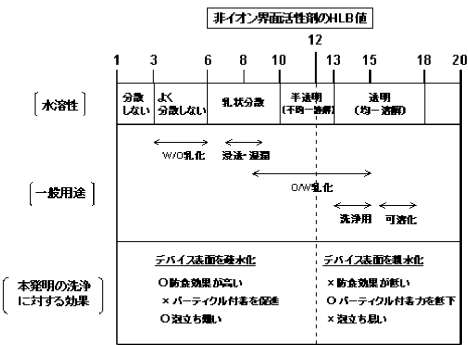 非イオン界面活性剤のHLB値
12
1 3 6 8 10 13 15 18 20
水溶性
分散
しない
よく
分散しない
乳状分散
半透明
(不均一溶解)
透明
(均一溶解)
一般用途
W/O乳化
浸透・湿潤
O/W乳化
洗浄用
可溶化
本発明の洗浄
に対する効果
デバイス表面を疎水化
○防食効果が高い
×パーティクル付着を促進
○泡立ち難い
デバイス表面を親水化
×防食効果が低い
○パーティクル付着力を低下
×泡立ち易い